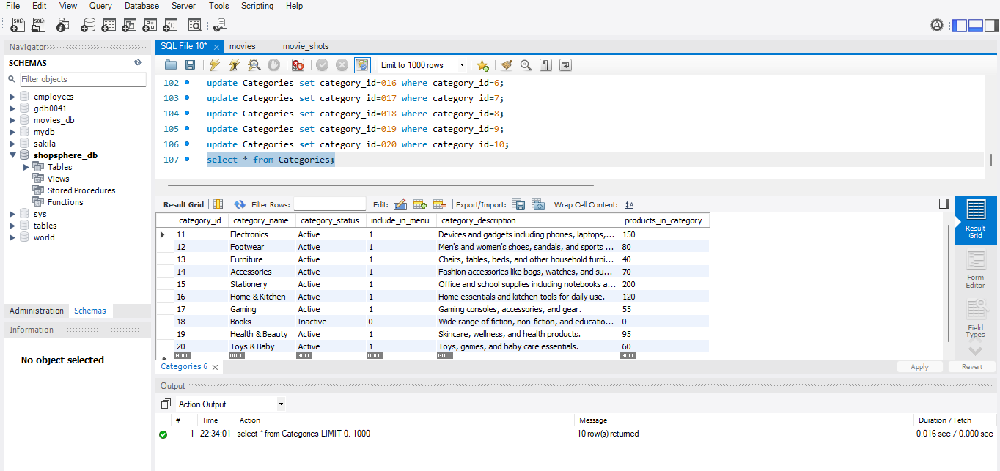 File Edit View Query Database Server Tools Scripting Help
Navigator
SCHEMAS
Filter objects
employees
gdb0041
movies_db
mydb
sakila
shopsphere_db
Tables
Views
Stored Procedures
Functions
sys
tables
world
Administration Schemas
Information
No object selected
SQL File 10* movies movie_shots
Limit to 1000 rows
102 update Categories set category_id=016 where category_id=6;
103 update Categories set category_id=017 where category_id=7;
104 update Categories set category_id=018 where category_id=8;
105 update Categories set category_id=019 where category_id=9;
106 update Categories set category_id=020 where category_id=10;
107 select * from Categories;
Result Grid Filter Rows: Edit: Export/Import: Wrap Cell Content:
category_id category_name category_status include_in_menu category_description products_in_category
11 Electronics Active 1 Devices and gadgets including phones, laptops,... 150
12 Footwear Active 1 Men's and women's shoes, sandals, and sports ... 80
13 Furniture Active 1 Chairs, tables, beds, and other household furni... 40
14 Accessories Active 1 Fashion accessories like bags, watches, and su... 70
15 Stationery Active 1 Office and school supplies including notebooks a... 200
16 Home & Kitchen Active 1 Home essentials and kitchen tools for daily use. 120
17 Gaming Active 1 Gaming consoles, accessories, and gear. 55
18 Books Inactive 0 Wide range of fiction, non-fiction, and educatio... 0
19 Health & Beauty Active 1 Skincare, wellness, and health products. 95
20 Toys & Baby Active 1 Toys, games, and baby care essentials. 60
NULL NULL NULL NULL NULL NULL
Result
Grid
Form
Editor
Field
Types
Categories 6 Apply Revert
Output
Action Output
# Time Action Message Duration / Fetch
1 22:34:01 select * from Categories LIMIT 0, 1000 10 row(s) returned 0.016 sec / 0.000 sec